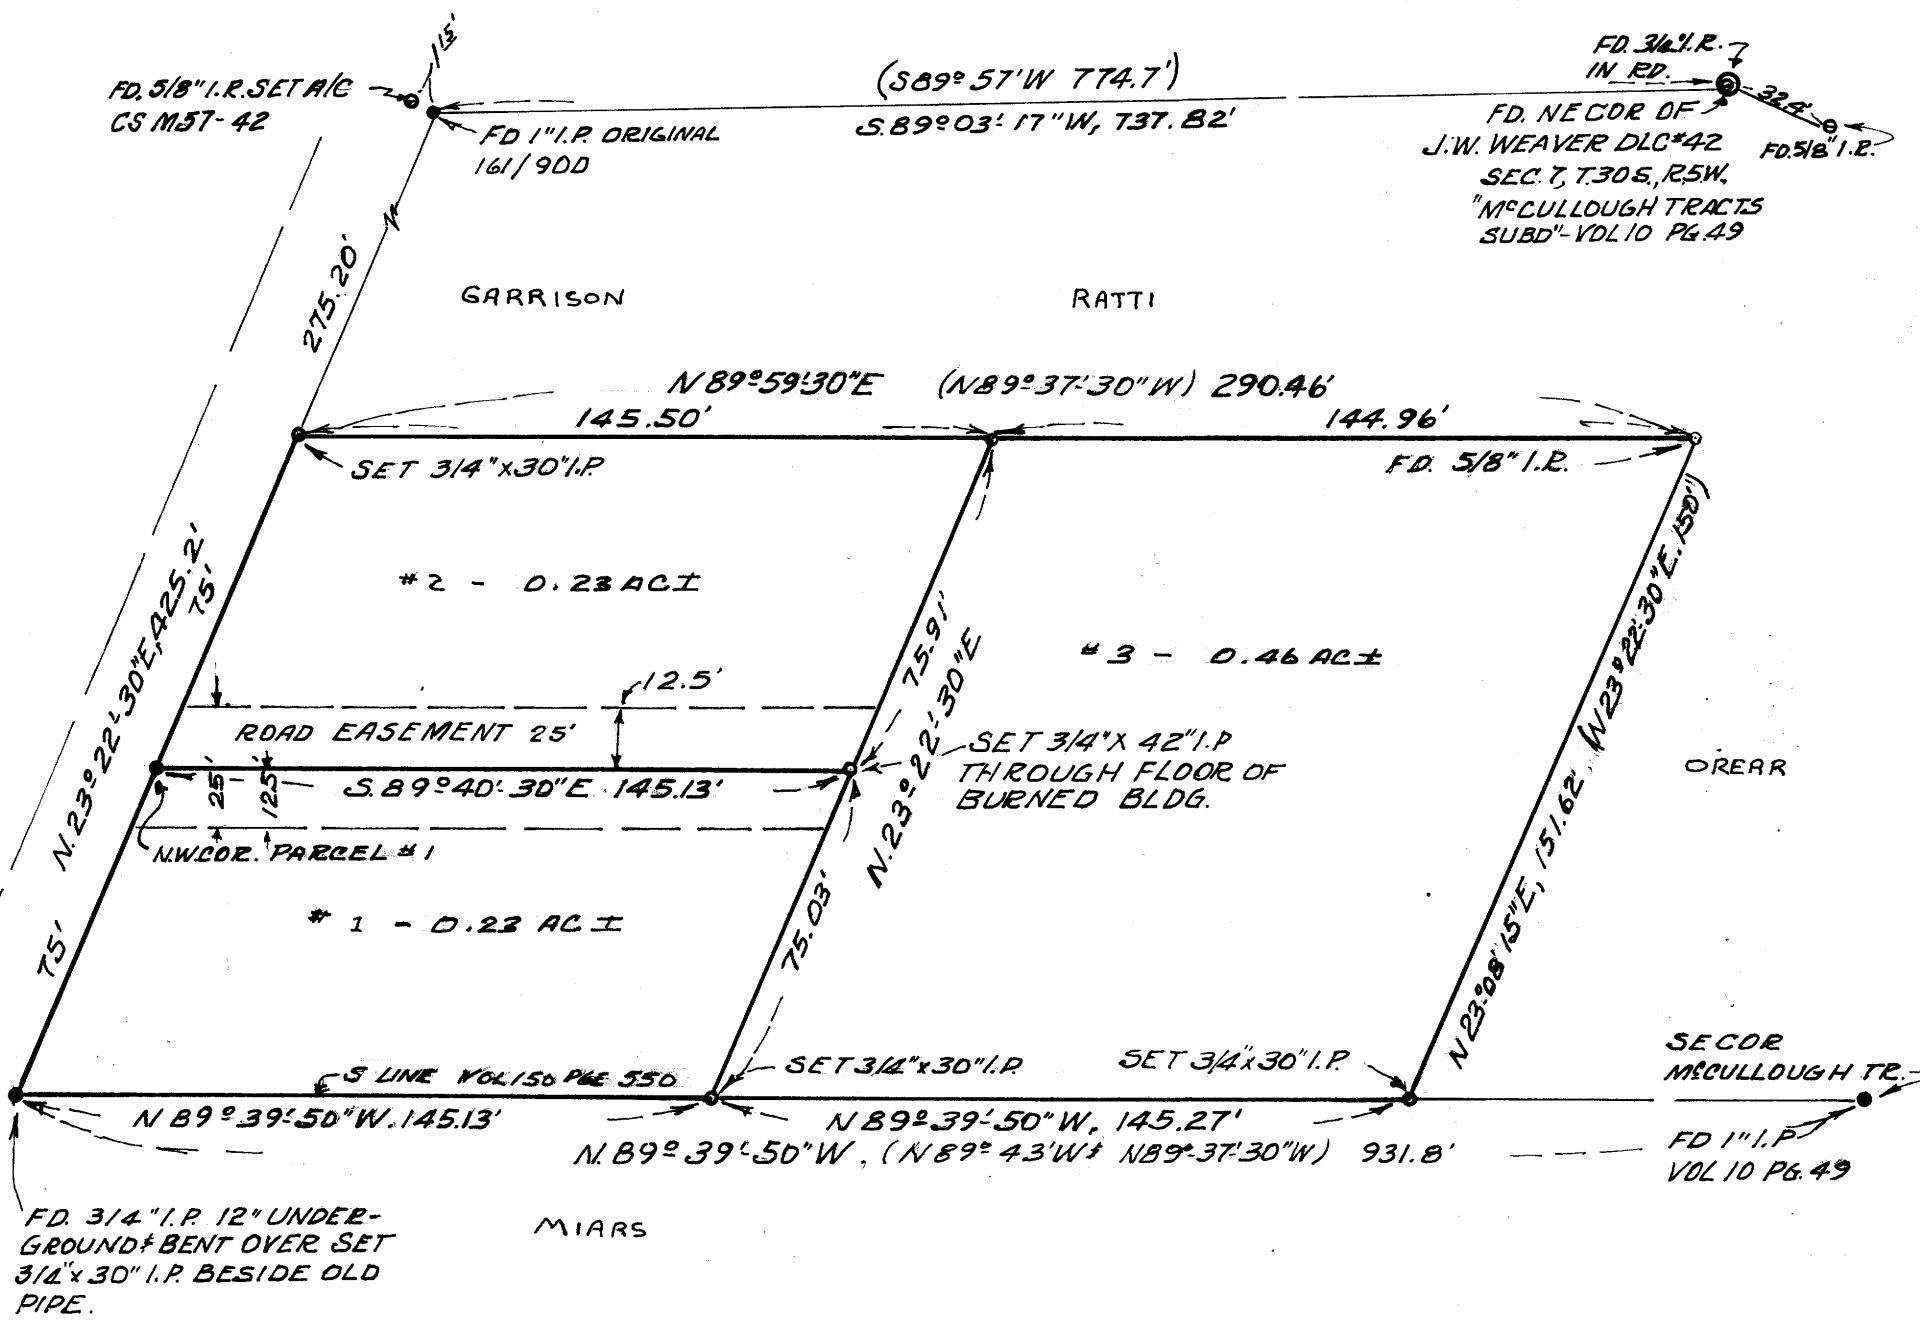 1.15'
FD. 5/8" I.R. SET A/C
CS M57-42
FD 1" I.P. ORIGINAL
161/90D
(S89° 57' W 774.7')
S. 89° 03' 17" W, 737.82'
FD. 3/4" I.R.
IN RD.
FD. NE COR OF
J.W. WEAVER DLC #42
SEC. 7, T.30S., R5W,
"McCULLOUGH TRACTS
SUBD"- VOL 10 PG. 49
FD. 5/8" I.R.
275.20'
GARRISON
RATTI
N 89° 59' 30" E (N89° 37' 30" W) 290.46'
145.50'
144.96'
SET 3/4" x 30" I.P.
FD. 5/8" I.R.
N. 23° 22' 30" E, 425.2'
75'
#2 - 0.23 AC ±
75.91'
N. 23° 22' 30" E
#3 - 0.46 AC ±
N 23° 08' 15" E, 151.62', (N 23° 22' 30" E. 150')
12.5'
ROAD EASEMENT 25'
SET 3/4" X 42" I.P
THROUGH FLOOR OF
BURNED BLDG.
OREAR
S. 89° 40' 30" E 145.13'
25'
12.5'
N.W. COR. PARCEL #1
#1 - 0.23 AC ±
75'
75.03'
S LINE VOL 150 PGE 550
SET 3/4" x 30" I.P.
SET 3/4" x 30" I.P.
SE COR
McCULLOUGH TR.
N 89° 39' 50" W. 145.13'
N 89° 39' 50" W, 145.27'
N. 89° 39' 50" W, (N 89° 43' W & N89° 37' 30" W) 931.8'
FD 1" I.P
VOL 10 PG. 49
FD. 3/4" I.P. 12" UNDER-
GROUND & BENT OVER SET
3/4" x 30" I.P. BESIDE OLD
PIPE.
MIARS